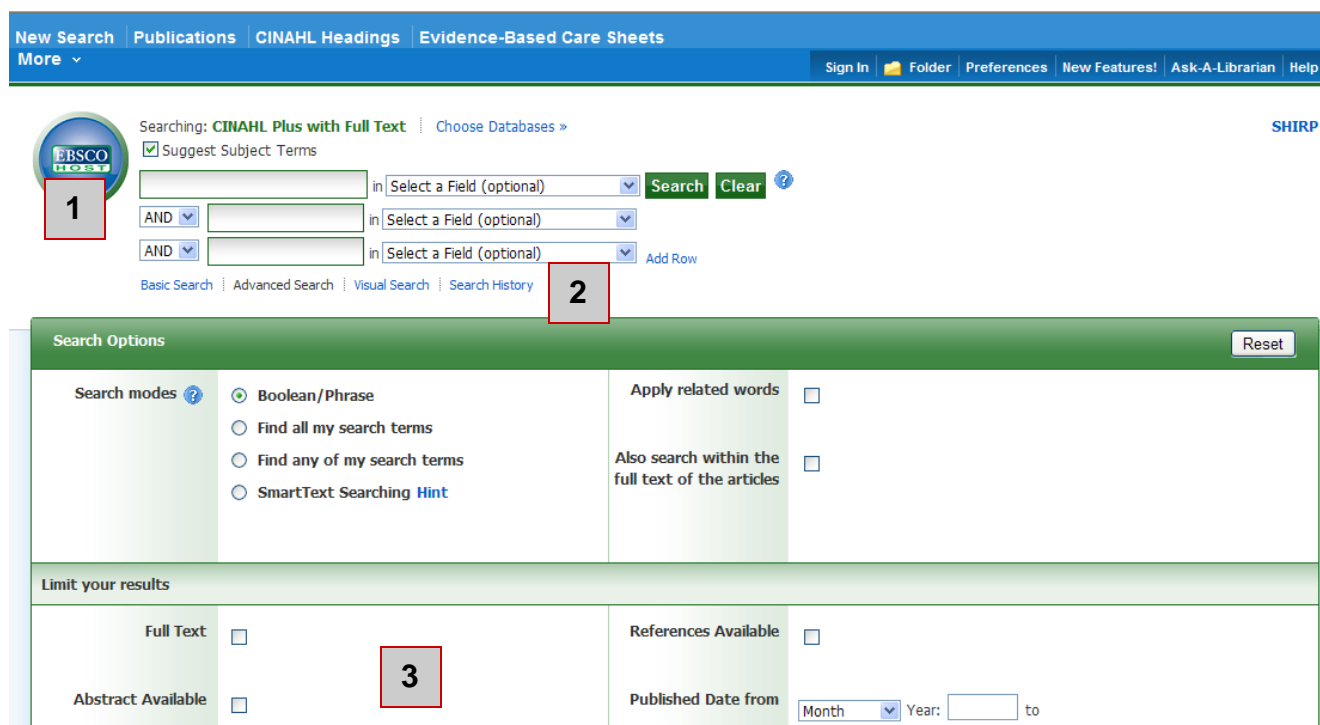 New Search Publications CINAHL Headings Evidence-Based Care Sheets
More
Sign In Folder Preferences New Features! Ask-A-Librarian Help
Searching: CINAHL Plus with Full Text Choose Databases »
SHIRP
Suggest Subject Terms
EBSCO
HOST
in Select a Field (optional) Search Clear ?
1
AND in Select a Field (optional)
AND in Select a Field (optional) Add Row
Basic Search Advanced Search Visual Search Search History
2
Search Options Reset
Search modes ? Boolean/Phrase Apply related words
Find all my search terms
Find any of my search terms Also search within the
full text of the articles
SmartText Searching Hint
Limit your results
Full Text References Available
3
Abstract Available Published Date from Month Year: to